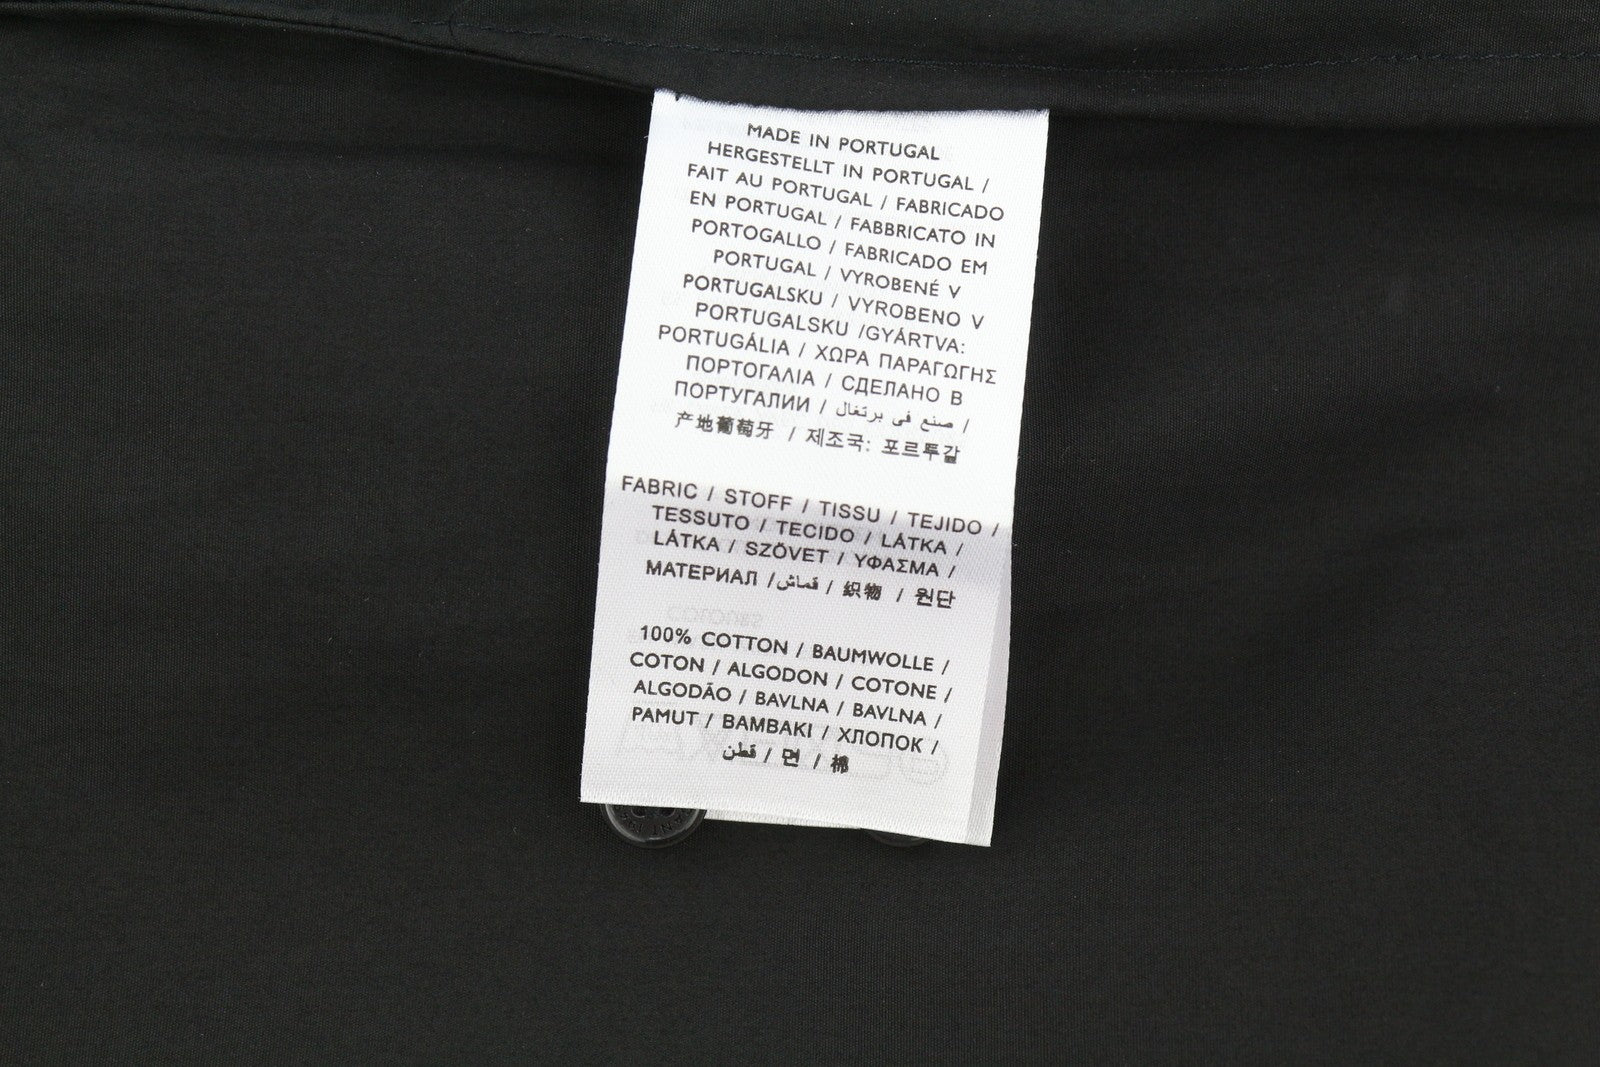 MADE IN PORTUGAL
HERGESTELLT IN PORTUGAL /
FAIT AU PORTUGAL / FABRICADO
EN PORTUGAL / FABBRICATO IN
PORTOGALLO / FABRICADO EM
PORTUGAL / VYROBENÉ V
PORTUGALSKU / VYROBENO V
PORTUGALSKU /GYÁRTVA:
PORTUGÁLIA / ΧΩΡΑ ΠΑΡΑΓΩΓΗΣ
ΠΟΡΤΟΓΑΛΙΑ / СДЕЛАНО В
ПОРТУГАЛИИ / صنع في برتغال /
产地葡萄牙 / 제조국: 포르투갈
FABRIC / STOFF / TISSU / TEJIDO /
TESSUTO / TECIDO / LÁTKA /
LÁTKA / SZÖVET / ΥΦΑΣΜΑ /
МАТЕРИАЛ /قماش / 织物 / 원단
100% COTTON / BAUMWOLLE /
COTON / ALGODON / COTONE /
ALGODÃO / BAVLNA / BAVLNA /
PAMUT / BAMBAKI / ХЛОПОК /
قطن / 면 / 棉